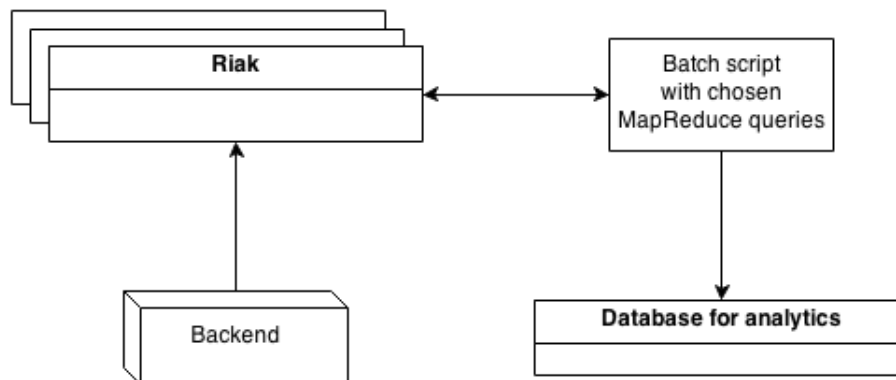 Riak
Batch script
with chosen
MapReduce queries
Backend
Database for analytics